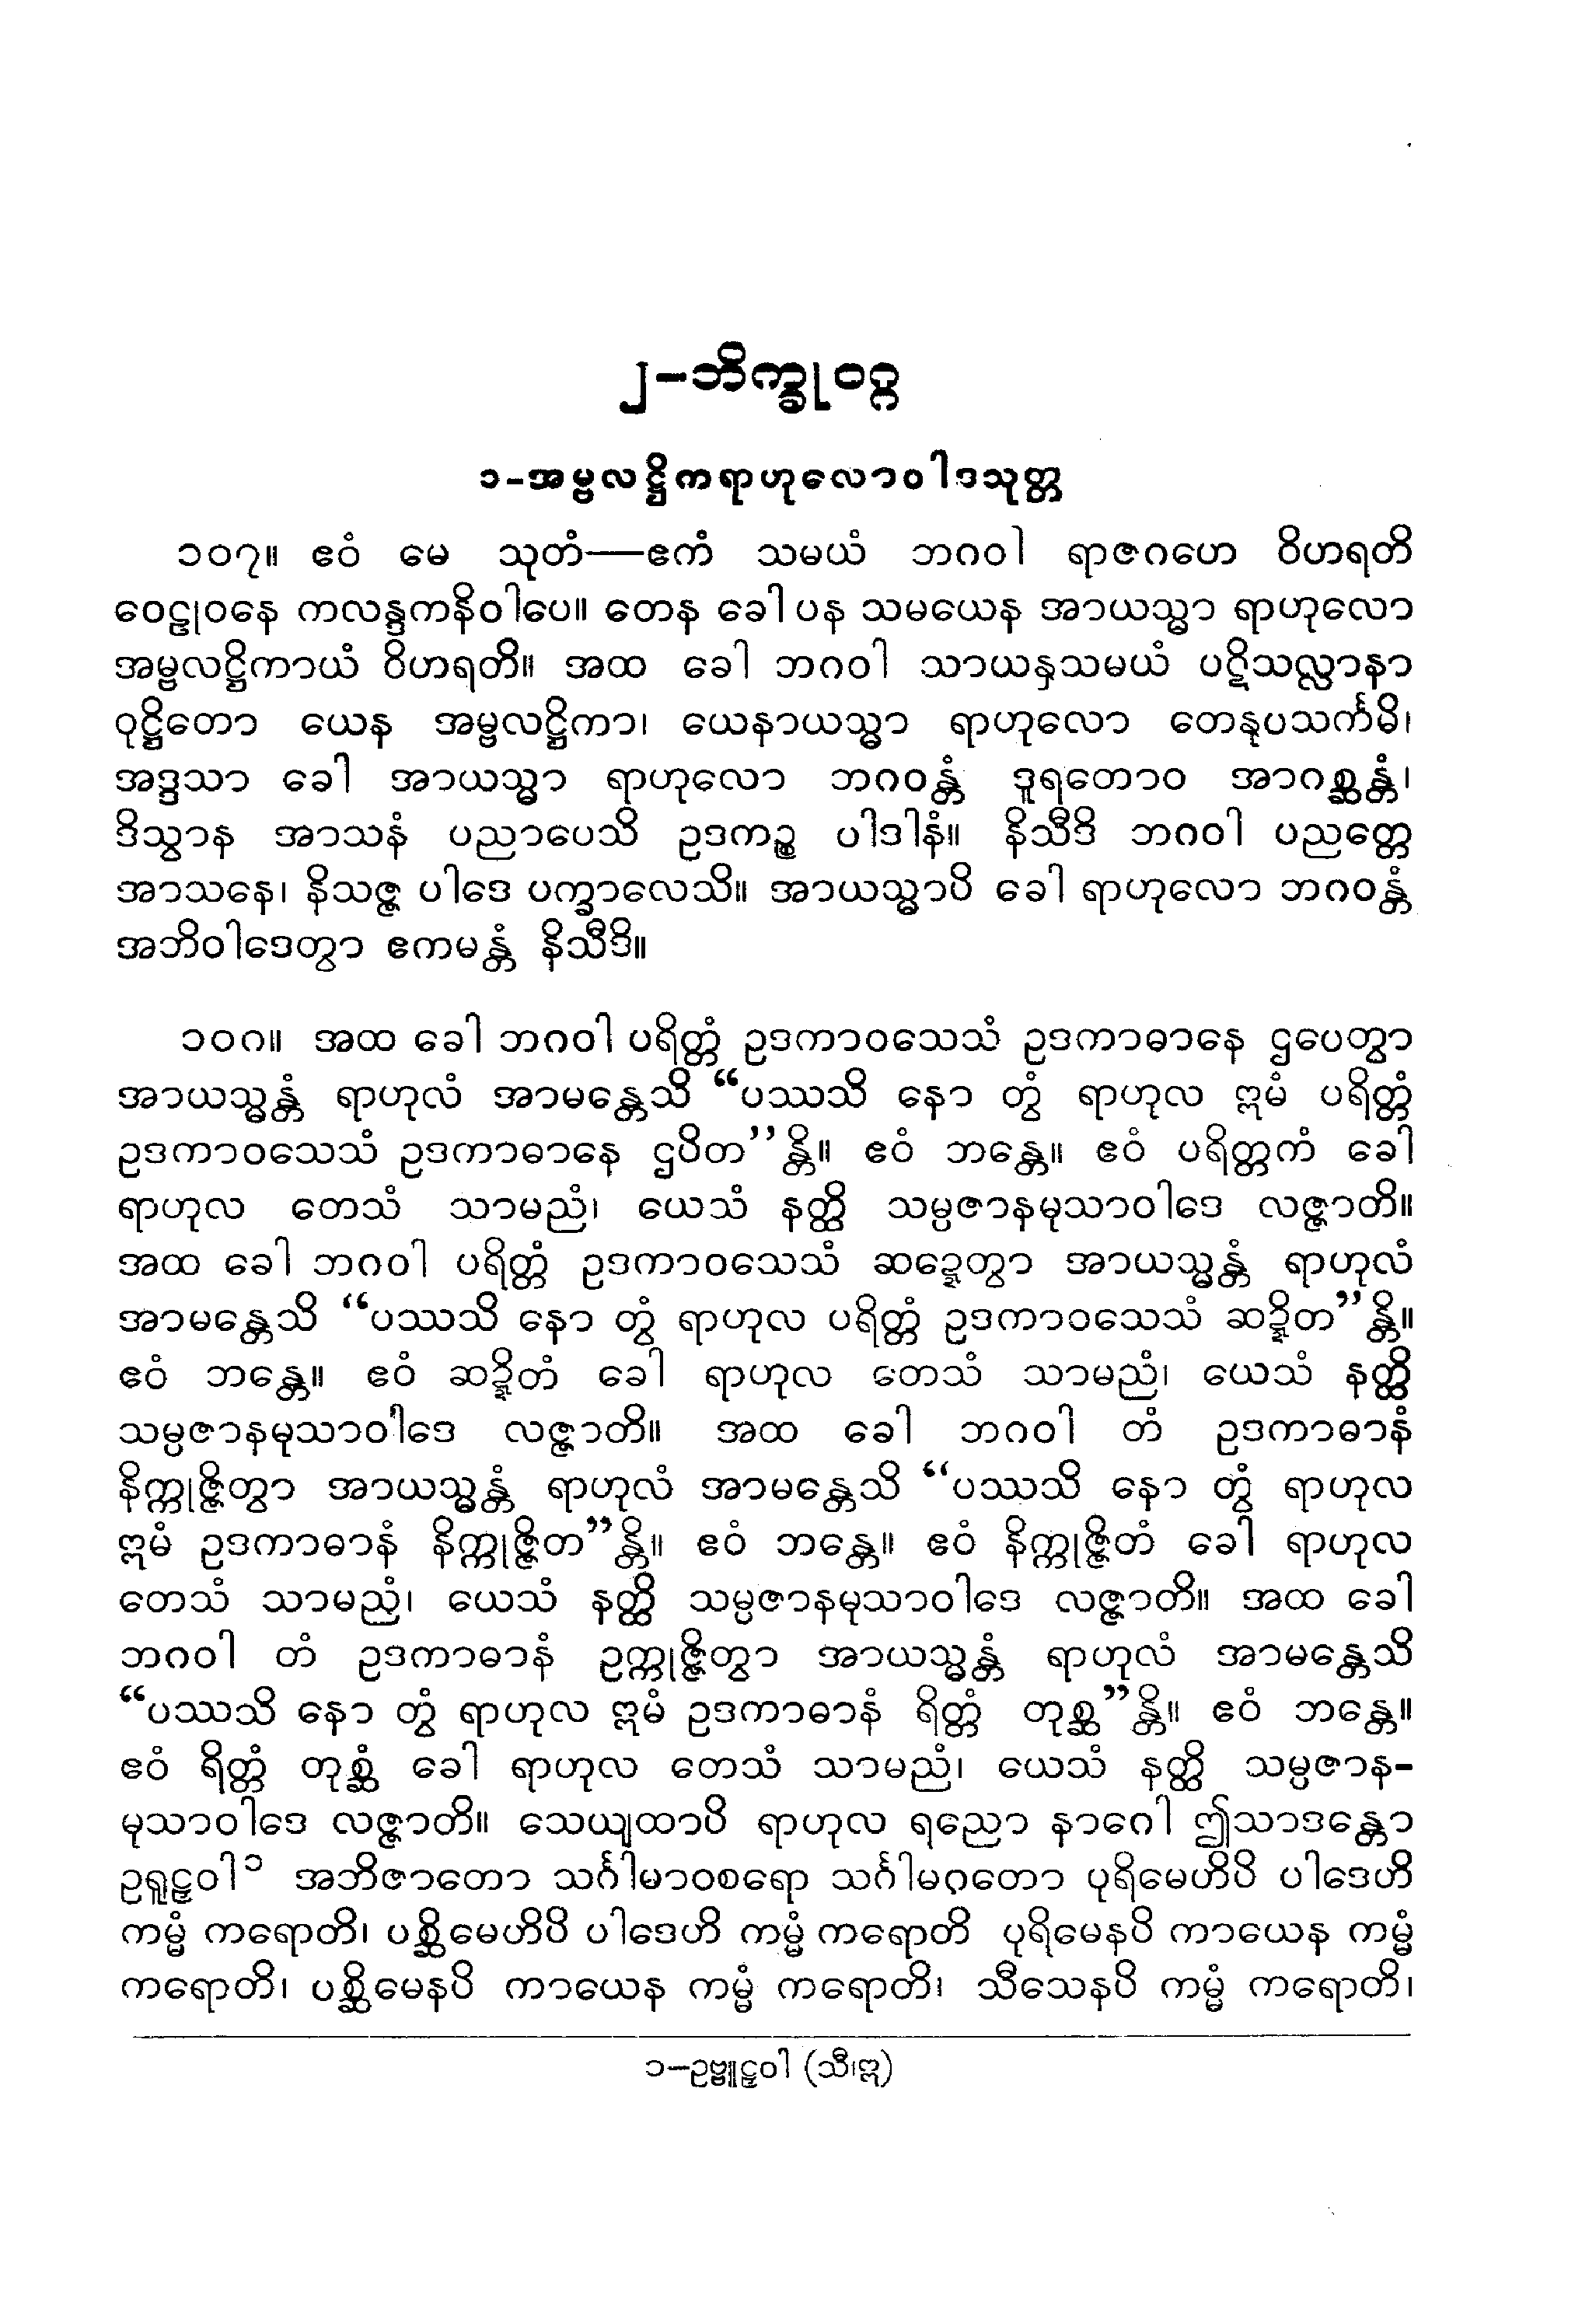 ၂–ဘိက္ခုဝဂ္ဂ
၁–အမ္ဗလဋ္ဌိကရာဟုလောဝါဒသုတ္တ
၁၀၇။ ဧဝံ မေ သုတံ—ဧကံ သမယံ ဘဂဝါ ရာဇဂဟေ ဝိဟရတိ
ဝေဠုဝနေ ကလန္ဒကနိဝါပေ။ တေန ခေါ ပန သမယေန အာယသ္မာ ရာဟုလော
အမ္ဗလဋ္ဌိကာယံ ဝိဟရတိ။ အထ ခေါ ဘဂဝါ သာယနှသမယံ ပဋိသလ္လာနာ
ဝုဋ္ဌိတော ယေန အမ္ဗလဋ္ဌိကာ၊ ယေနာယသ္မာ ရာဟုလော တေနုပသင်္ကမိ၊
အဒ္ဒသာ ခေါ အာယသ္မာ ရာဟုလော ဘဂဝန္တံ ဒူရတောဝ အာဂစ္ဆန္တံ၊
ဒိသွာန အာသနံ ပညာပေသိ ဥဒကဉ္စ ပါဒါနံ။ နိသီဒိ ဘဂဝါ ပညတ္တေ
အာသနေ၊ နိသဇ္ဇ ပါဒေ ပက္ခာလေသိ။ အာယသ္မာပိ ခေါ ရာဟုလော ဘဂဝန္တံ
အဘိဝါဒေတွာ ဧကမန္တံ နိသီဒိ။
၁၀၈။ အထ ခေါ ဘဂဝါ ပရိတ္တံ ဥဒကာဝသေသံ ဥဒကာဓာနေ ဌပေတွာ
အာယသ္မန္တံ ရာဟုလံ အာမန္တေသိ “ပဿသိ နော တွံ ရာဟုလ ဣမံ ပရိတ္တံ
ဥဒကာဝသေသံ ဥဒကာဓာနေ ဌပိတ”န္တိ။ ဧဝံ ဘန္တေ။ ဧဝံ ပရိတ္တကံ ခေါ
ရာဟုလ တေသံ သာမညံ၊ ယေသံ နတ္ထိ သမ္ပဇာနမုသာဝါဒေ လဇ္ဇာတိ။
အထ ခေါ ဘဂဝါ ပရိတ္တံ ဥဒကာဝသေသံ ဆဍ္ဍေတွာ အာယသ္မန္တံ ရာဟုလံ
အာမန္တေသိ “ပဿသိ နော တွံ ရာဟုလ ပရိတ္တံ ဥဒကာဝသေသံ ဆဍ္ဍိတ”န္တိ။
ဧဝံ ဘန္တေ။ ဧဝံ ဆဍ္ဍိတံ ခေါ ရာဟုလ တေသံ သာမညံ၊ ယေသံ နတ္ထိ
သမ္ပဇာနမုသာဝါဒေ လဇ္ဇာတိ။ အထ ခေါ ဘဂဝါ တံ ဥဒကာဓာနံ
နိက္ကုဇ္ဇိတွာ အာယသ္မန္တံ ရာဟုလံ အာမန္တေသိ “ပဿသိ နော တွံ ရာဟုလ
ဣမံ ဥဒကာဓာနံ နိက္ကုဇ္ဇိတ”န္တိ။ ဧဝံ ဘန္တေ။ ဧဝံ နိက္ကုဇ္ဇိတံ ခေါ ရာဟုလ
တေသံ သာမညံ၊ ယေသံ နတ္ထိ သမ္ပဇာနမုသာဝါဒေ လဇ္ဇာတိ။ အထ ခေါ
ဘဂဝါ တံ ဥဒကာဓာနံ ဥက္ကုဇ္ဇိတွာ အာယသ္မန္တံ ရာဟုလံ အာမန္တေသိ
“ပဿသိ နော တွံ ရာဟုလ ဣမံ ဥဒကာဓာနံ ရိတ္တံ တုစ္ဆ”န္တိ။ ဧဝံ ဘန္တေ။
ဧဝံ ရိတ္တံ တုစ္ဆံ ခေါ ရာဟုလ တေသံ သာမညံ၊ ယေသံ နတ္ထိ သမ္ပဇာန–
မုသာဝါဒေ လဇ္ဇာတိ။ သေယျထာပိ ရာဟုလ ရညော နာဂေါ ဤသာဒန္တော
ဥရူဠှဝါ၁ အဘိဇာတော သင်္ဂါမာဝစရော သင်္ဂါမဂတော ပုရိမေဟိပိ ပါဒေဟိ
ကမ္မံ ကရောတိ၊ ပစ္ဆိမေဟိပိ ပါဒေဟိ ကမ္မံ ကရောတိ ပုရိမေနပိ ကာယေန ကမ္မံ
ကရောတိ၊ ပစ္ဆိမေနပိ ကာယေန ကမ္မံ ကရောတိ၊ သီသေနပိ ကမ္မံ ကရောတိ၊
၁–ဥဗ္ဗူဠှဝါ (သီ၊ဣ)